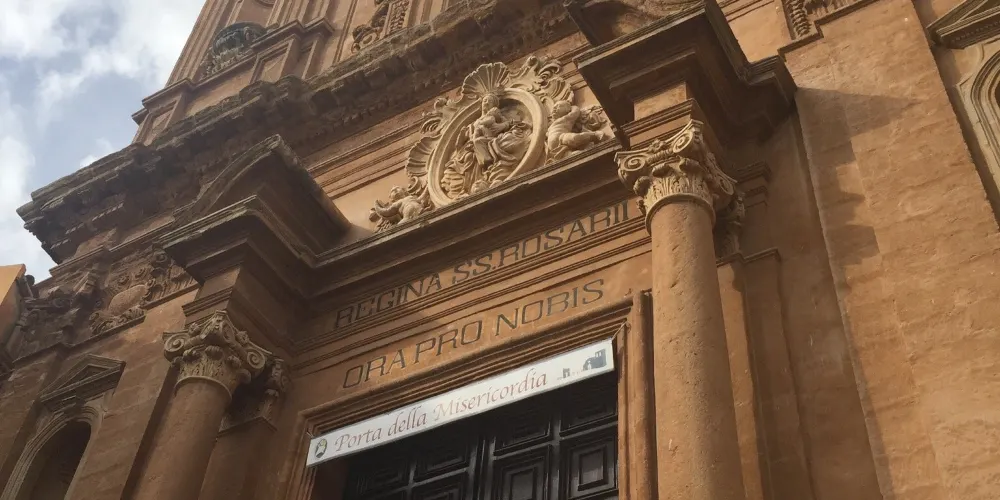 REGINA SS.ROSARII
ORA PRO NOBIS
Porta della Misericordia